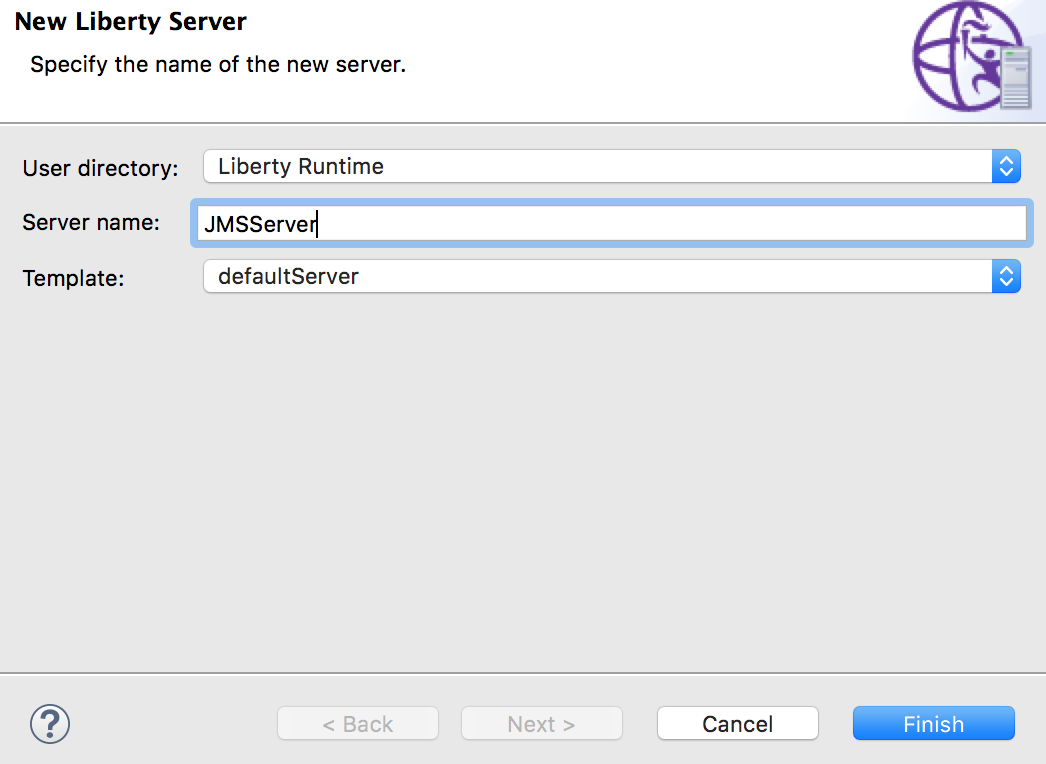 New Liberty Server
Specify the name of the new server.
User directory: Liberty Runtime
Server name: JMSServer
Template: defaultServer
? < Back Next > Cancel Finish